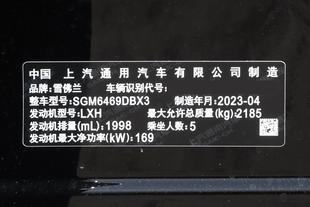 中国 上汽通用汽车有限公司制造
品牌:雪佛兰 车辆识别代号:
整车型号:SGM6469DBX3 制造年月:2023-04
发动机型号:LXH 最大允许总质量(kg):2185
发动机排量(mL):1998 乘坐人数:5
发动机最大净功率(kW):169